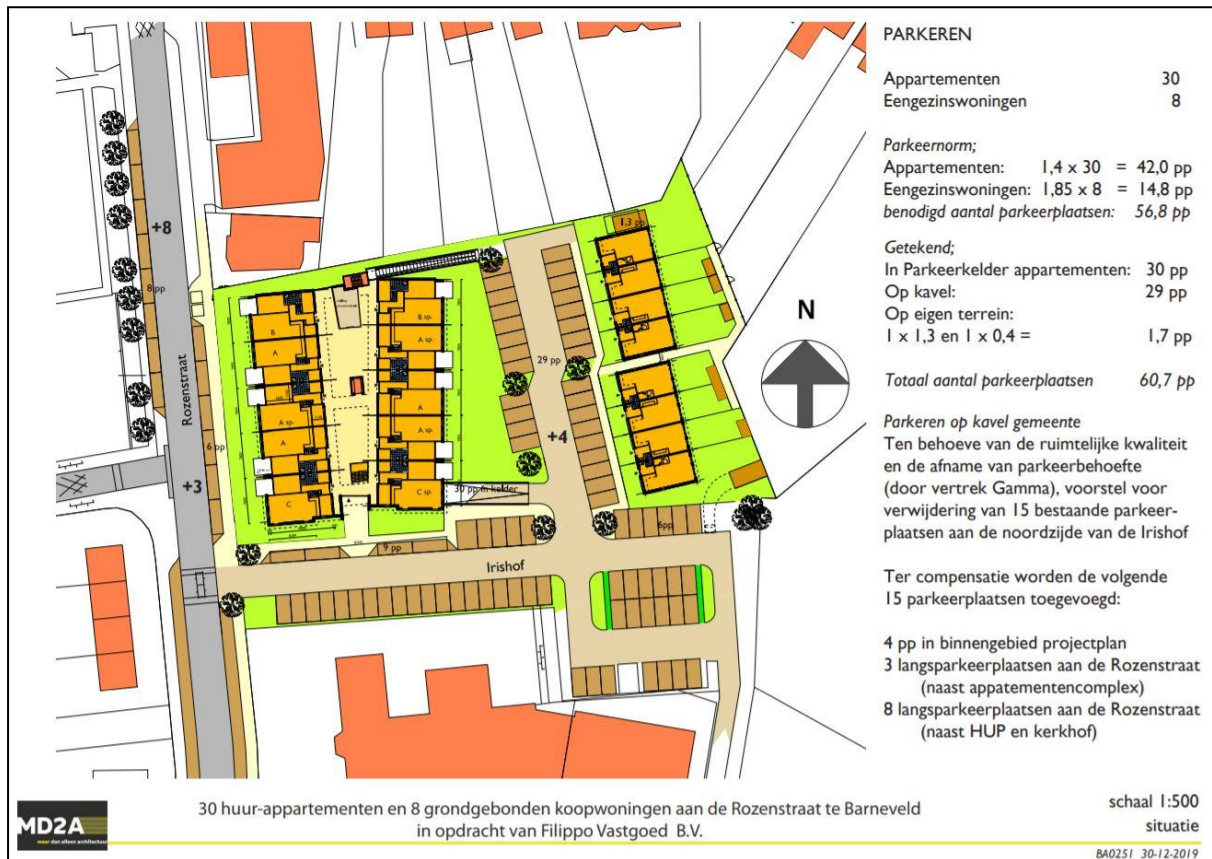 PARKEREN
Appartementen 30
Eengezinswoningen 8
Parkeernorm;
Appartementen: 1,4 x 30 = 42,0 pp
Eengezinswoningen: 1,85 x 8 = 14,8 pp
benodigd aantal parkeerplaatsen: 56,8 pp
Getekend;
In Parkeerkelder appartementen: 30 pp
Op kavel: 29 pp
Op eigen terrein:
1 x 1,3 en 1 x 0,4 = 1,7 pp
Totaal aantal parkeerplaatsen 60,7 pp
Parkeren op kavel gemeente
Ten behoeve van de ruimtelijke kwaliteit
en de afname van parkeerbehoefte
(door vertrek Gamma), voorstel voor
verwijdering van 15 bestaande parkeer-
plaatsen aan de noordzijde van de Irishof
Ter compensatie worden de volgende
15 parkeerplaatsen toegevoegd:
4 pp in binnengebied projectplan
3 langsparkeerplaatsen aan de Rozenstraat
(naast appatementencomplex)
8 langsparkeerplaatsen aan de Rozenstraat
(naast HUP en kerkhof)
N
+8
8 pp
Rozenstraat
6 pp
+3
1,3 pp
29 pp
+4
B
A
A sp.
A
C
B sp.
A sp.
A
A sp.
C sp.
30 pp in kelder
9 pp
6pp
Irishof
MD2A
meer dan alleen architectuur
30 huur-appartementen en 8 grondgebonden koopwoningen aan de Rozenstraat te Barneveld
in opdracht van Filippo Vastgoed B.V.
schaal 1:500
situatie
BA0251 30-12-2019